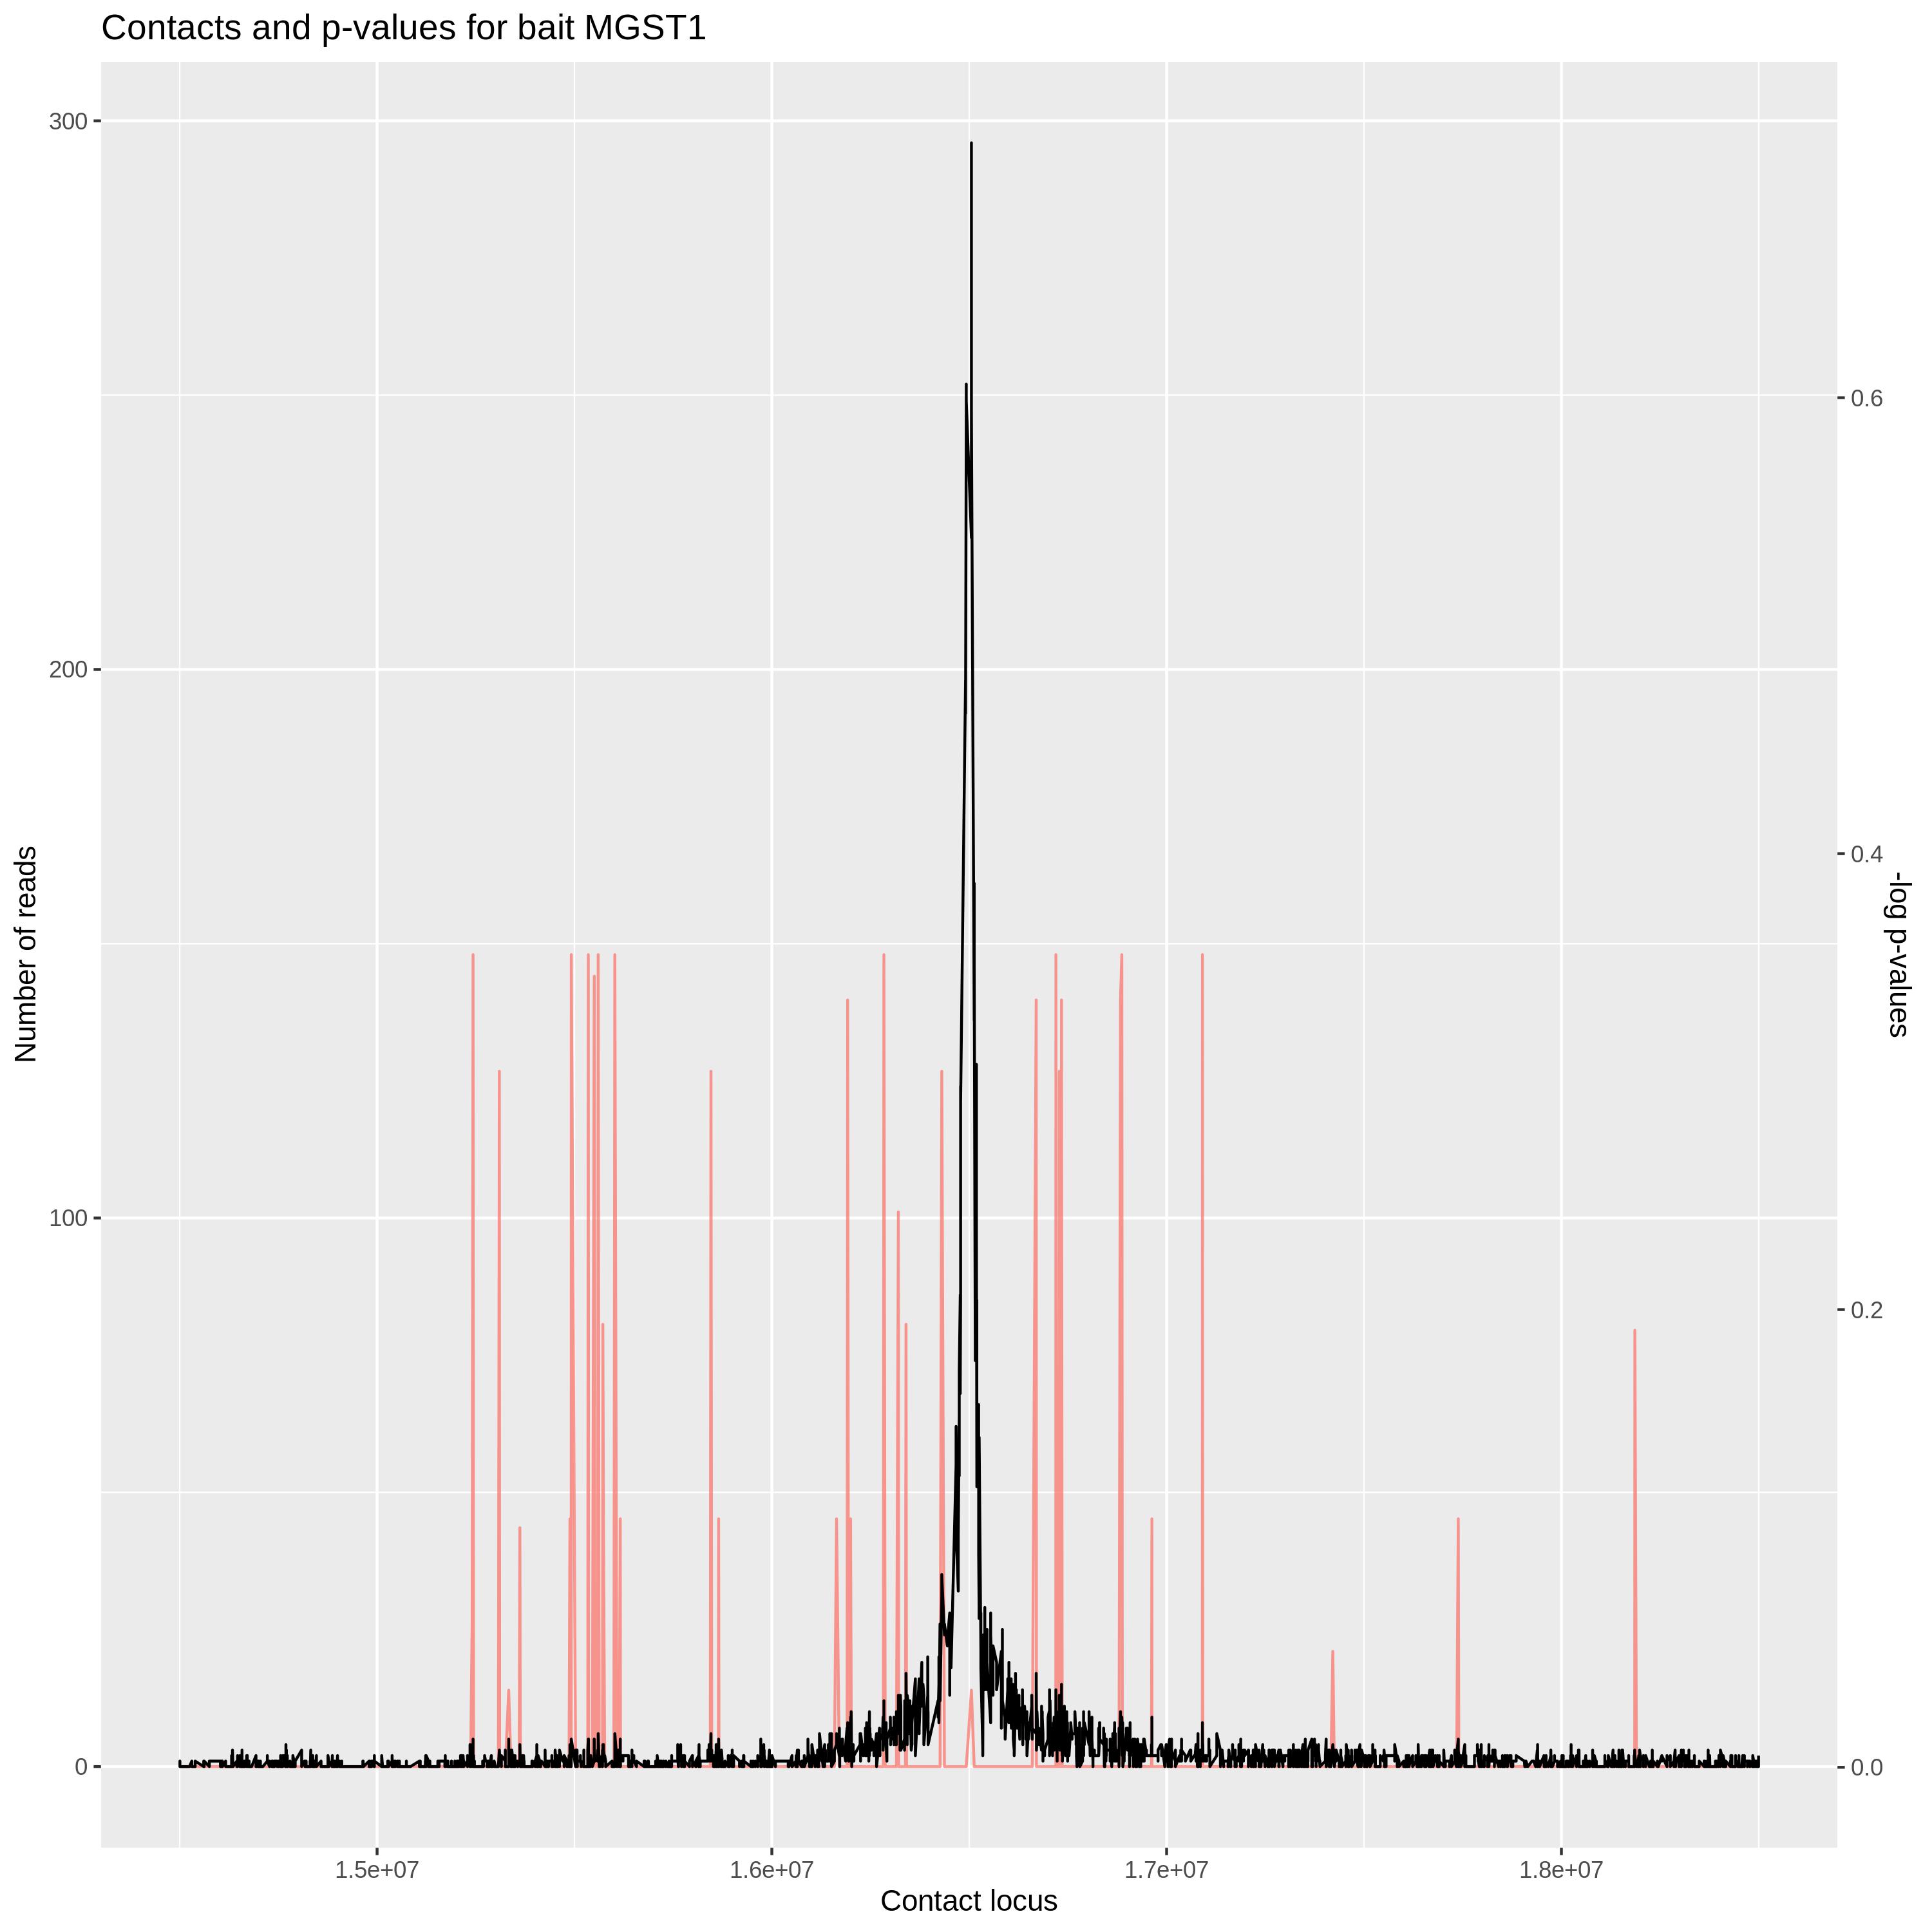 Contacts and p-values for bait MGST1
300
200
100
0
Number of reads
0.6
0.4
0.2
0.0
-log p-values
1.5e+07
1.6e+07
1.7e+07
1.8e+07
Contact locus